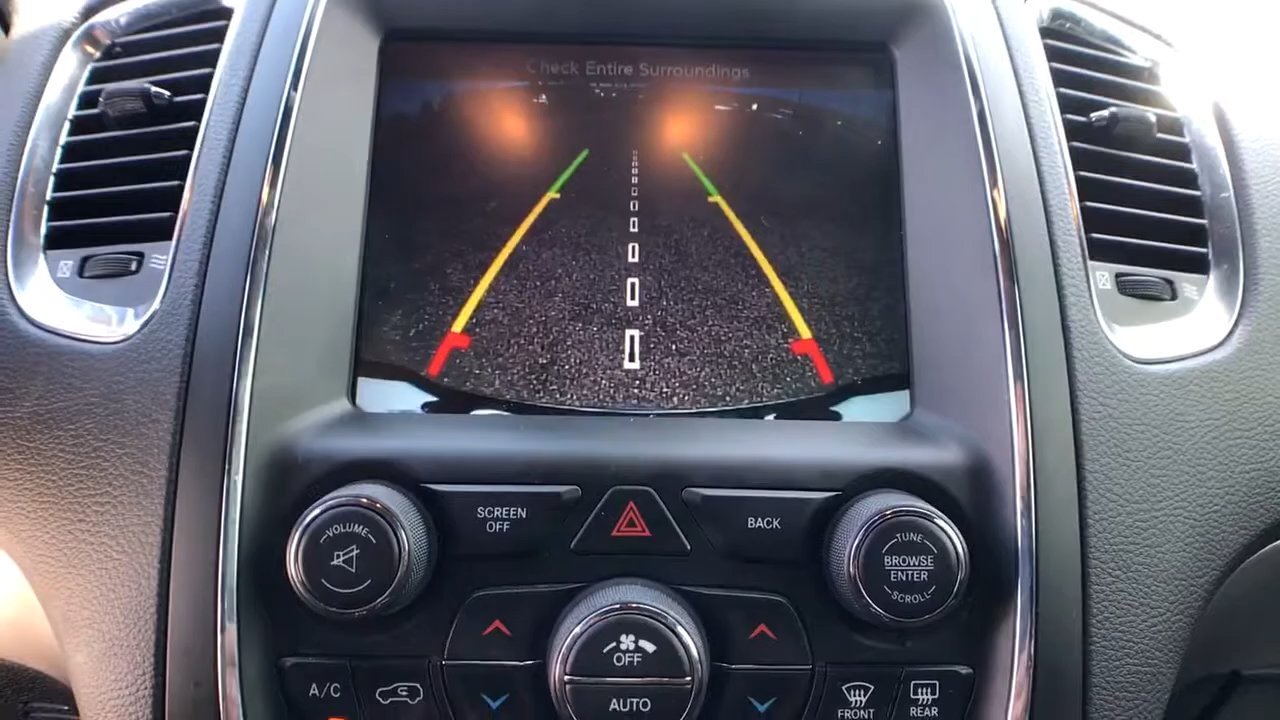 Check Entire Surroundings
SCREEN
OFF
BACK
VOLUME
TUNE
BROWSE
ENTER
SCROLL
OFF
AUTO
A/C
FRONT
REAR